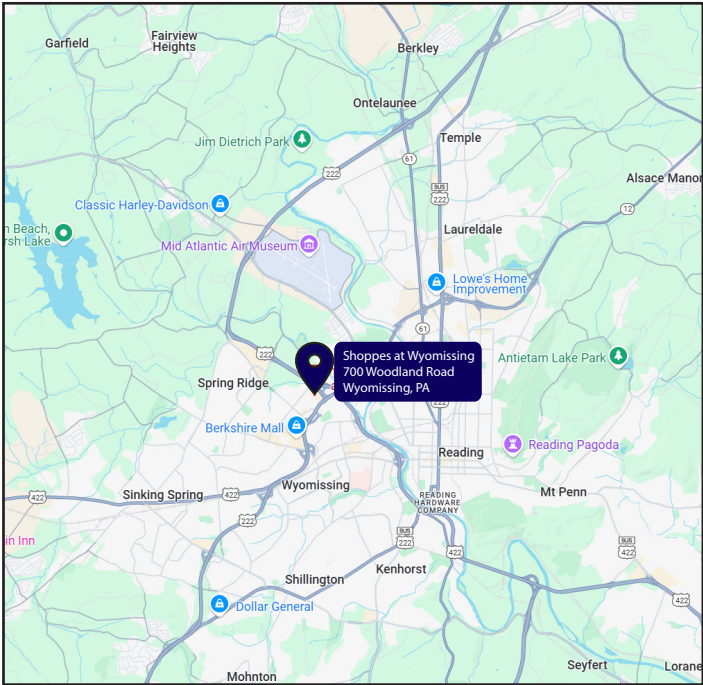 Garfield
Fairview
Heights
Berkley
Ontelaunee
Jim Dietrich Park
61
Temple
222
BUS
222
Alsace Manor
Classic Harley-Davidson
12
n Beach,
rsh Lake
Laureldale
Mid Atlantic Air Museum
Lowe's Home
Improvement
61
222
Shoppes at Wyomissing
700 Woodland Road
Wyomissing, PA
Antietam Lake Park
Spring Ridge
222
Berkshire Mall
Reading Pagoda
Reading
Wyomissing
Mt Penn
422
Sinking Spring
422
READING
HARDWARE
COMPANY
222
in Inn
BUS
222
BUS
422
422
Kenhorst
Shillington
422
Dollar General
Seyfert
Lorane
Mohnton